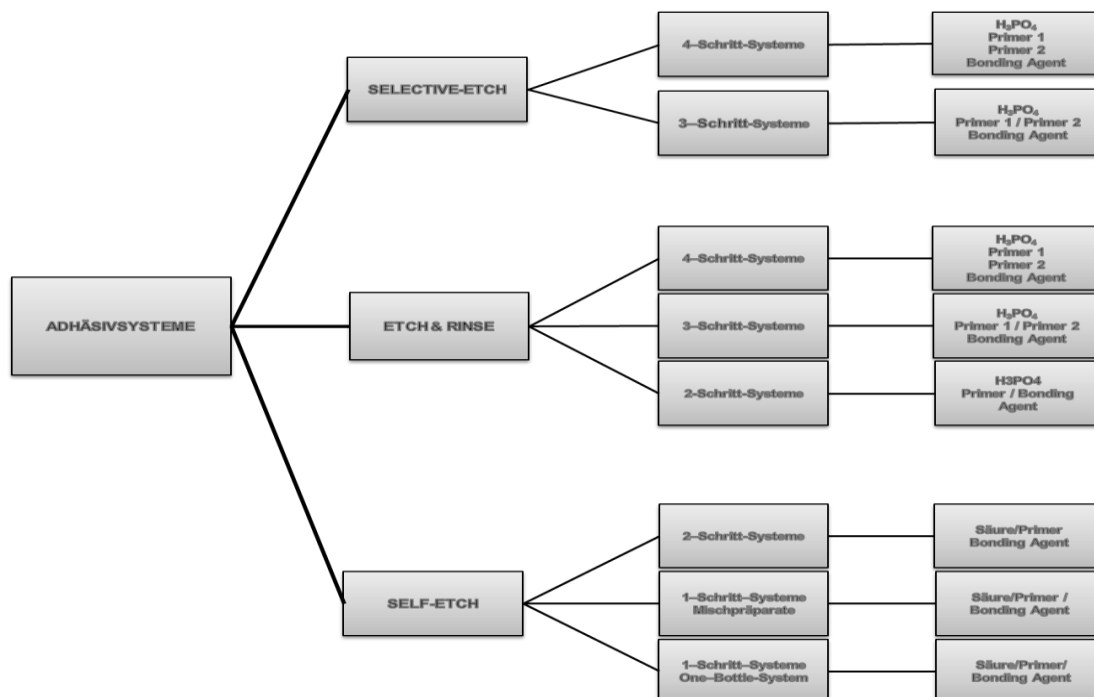 ADHÄSIVSYSTEME
SELECTIVE-ETCH
4–Schritt-Systeme
H₃PO₄
Primer 1
Primer 2
Bonding Agent
3–Schritt-Systeme
H₃PO₄
Primer 1 / Primer 2
Bonding Agent
ETCH & RINSE
4–Schritt-Systeme
H₃PO₄
Primer 1
Primer 2
Bonding Agent
3–Schritt-Systeme
H₃PO₄
Primer 1 / Primer 2
Bonding Agent
2-Schritt-Systeme
H3PO4
Primer / Bonding
Agent
SELF-ETCH
2–Schritt-Systeme
Säure/Primer
Bonding Agent
1–Schritt–Systeme
Mischpräparate
Säure/Primer /
Bonding Agent
1–Schritt–Systeme
One–Bottle-System
Säure/Primer/
Bonding Agent